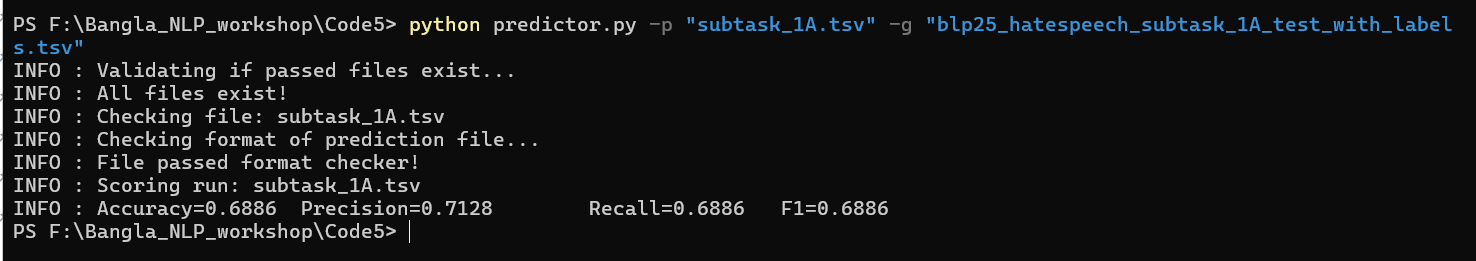 PS F:\Bangla_NLP_workshop\Code5> python predictor.py -p "subtask_1A.tsv" -g "blp25_hatespeech_subtask_1A_test_with_label
s.tsv"
INFO : Validating if passed files exist...
INFO : All files exist!
INFO : Checking file: subtask_1A.tsv
INFO : Checking format of prediction file...
INFO : File passed format checker!
INFO : Scoring run: subtask_1A.tsv
INFO : Accuracy=0.6886  Precision=0.7128        Recall=0.6886   F1=0.6886
PS F:\Bangla_NLP_workshop\Code5>